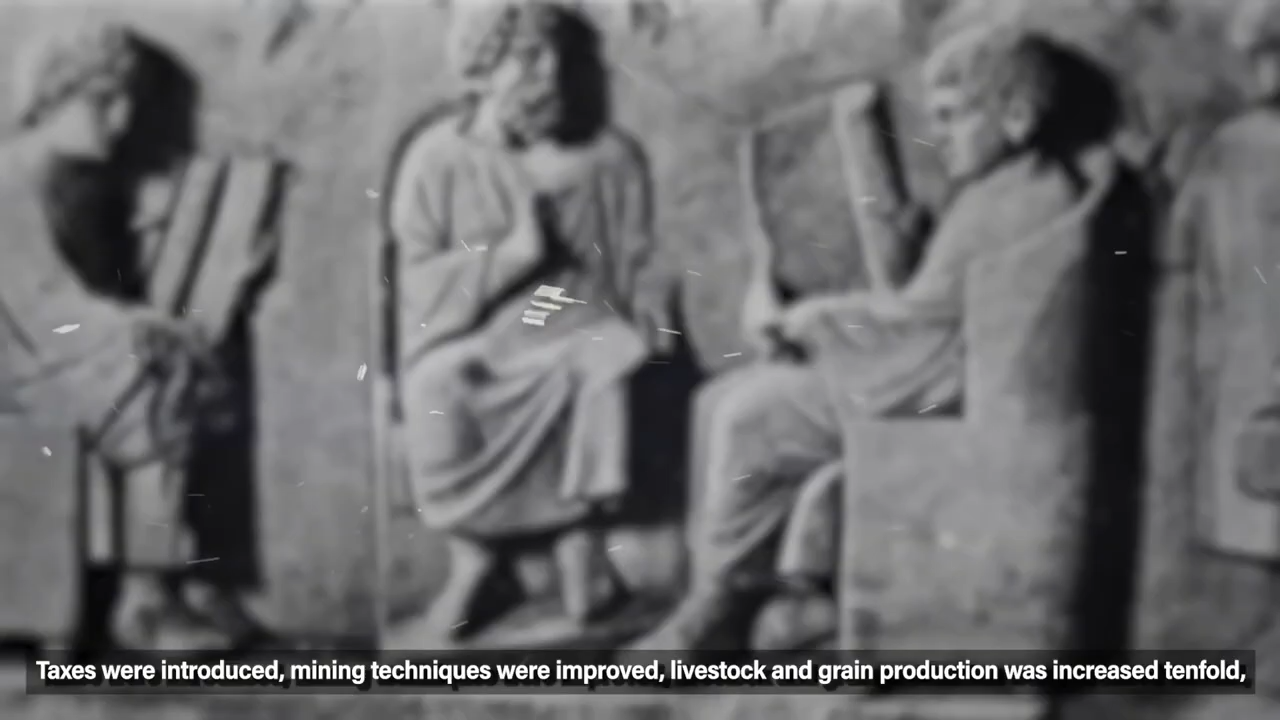 Taxes were introduced, mining techniques were improved, livestock and grain production was increased tenfold,